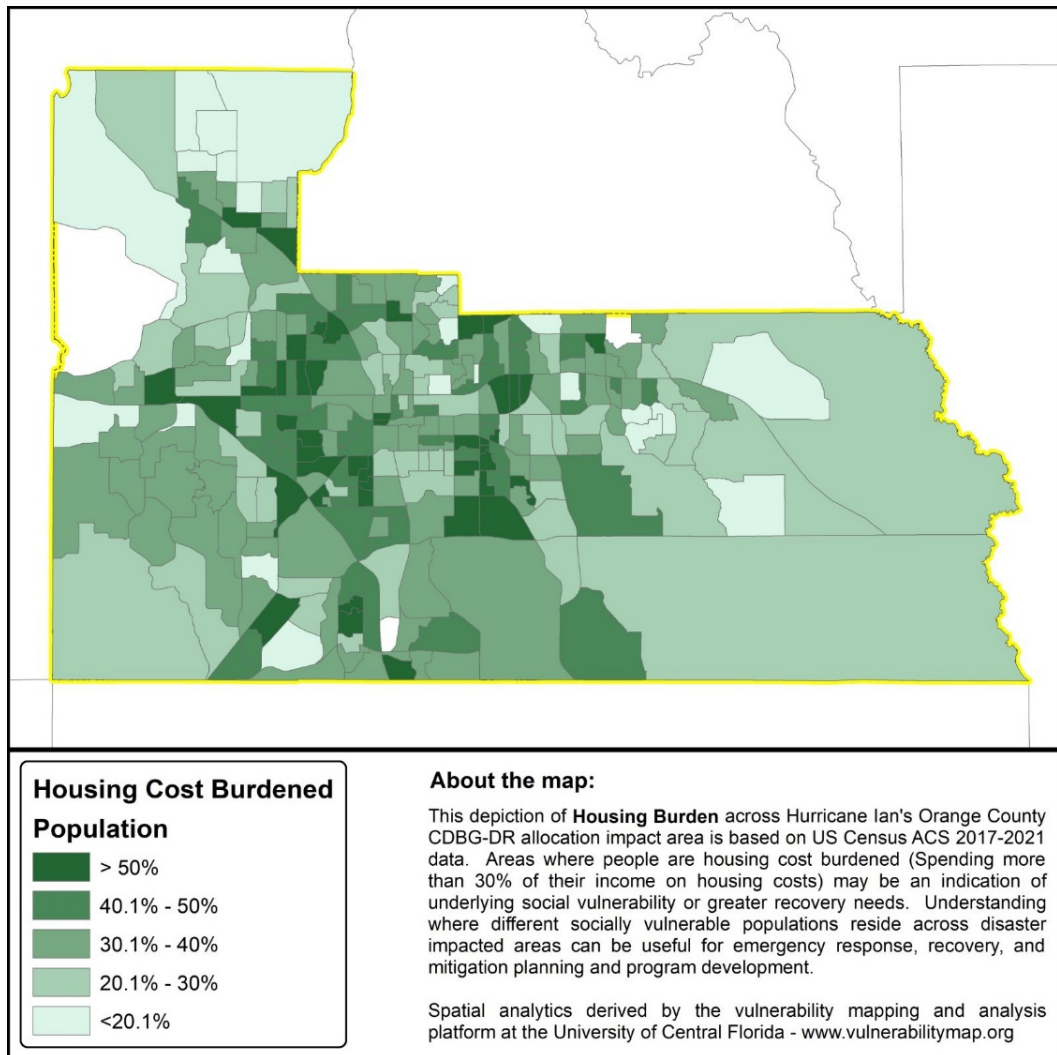 Housing Cost Burdened
Population
> 50%
40.1% - 50%
30.1% - 40%
20.1% - 30%
<20.1%
About the map:
This depiction of Housing Burden across Hurricane Ian's Orange County
CDBG-DR allocation impact area is based on US Census ACS 2017-2021
data. Areas where people are housing cost burdened (Spending more
than 30% of their income on housing costs) may be an indication of
underlying social vulnerability or greater recovery needs. Understanding
where different socially vulnerable populations reside across disaster
impacted areas can be useful for emergency response, recovery, and
mitigation planning and program development.
Spatial analytics derived by the vulnerability mapping and analysis
platform at the University of Central Florida - www.vulnerabilitymap.org